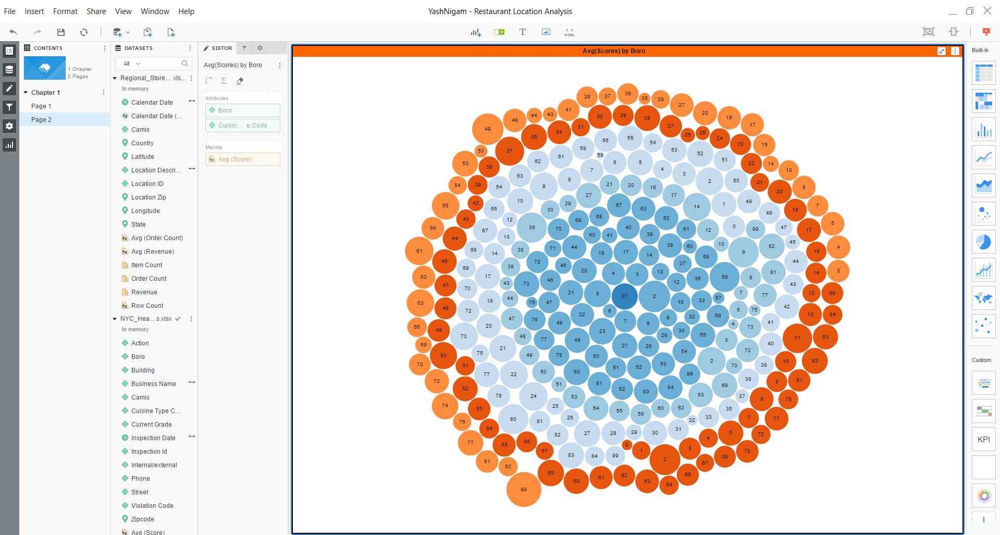 File Insert Format Share View Window Help
YashNigam - Restaurant Location Analysis
HTML
CONTENTS
1 Chapter
2 Pages
Chapter 1
Page 1
Page 2
DATASETS
All
Regional_Store... xls...
In memory
Calendar Date
Calendar Date (...
Camis
Country
Latitude
Location Descri...
Location ID
Location Zip
Longitude
State
Avg (Order Count)
Avg (Revenue)
Item Count
Order Count
Revenue
Row Count
NYC_Hea... s.xlsx
In memory
Action
Boro
Building
Business Name
Camis
Cuisine Type C...
Current Grade
Inspection Date
Inspection Id
Internal/external
Phone
Street
Violation Code
Zipcode
Avg (Score)
EDITOR
Avg(Scores) by Boro
Attributes
Boro
Cuisin... e Code
Metrics
Avg (Score)
Avg(Scores) by Boro
39 37 36 35 29 27 20 18 17 15 14 10 8 7 5 4 3
49 48 44 43 41
50 53 54 55 56 61 62 63 66 69 70 72 74 76 77 81 82 99
37 35 34 31 30 29 28 27 26 25 24 23 22 21 20 18 17 15 14 13 12 11 10 9 8 7 5 4 3 2 1 0
99 84 83 82 81 78 77 72 70 69 67 66 64 63 62 61 60 59 57 56 55 54 53 52 51 50 49 48 47 45 44 43 42 39 38
56 55 54 53 52 51 50 49 48 47 45 44 43 42 41 40 39 38 37 35 33 32 31 30 29 28 27 26 25 24 22 21 20 18 17 14 13 12 10 9 8 7 6 5 4 3 2 1 0
59 58 61 62 63 64 66 67 68 69 70 72 73 75 77 78 80 81 82 83 84 99
21 20 18 17 14 12 10 9 8 7 5 4 3 2
27 29 30 35 38 39 43 44 47 48 49 50 51 53 54 55 56 60 62 63 69 70 72 73 75 77 81 82 99
67 63 62 61 60 59 58 57 56 55 54 53 52 51 50 49 48 47 46 45 44 43 41 40 39 38 37 35 33 32 30 29 28 27 23 22 21 20 18 17 14 13 12 10 9 8 7 6 5 4 3 2
68 69 70 71 72 73 75 76 77 78 80 81 82 83 84 99
27
Built-in
Custom
WORD
CLOUD
KPI